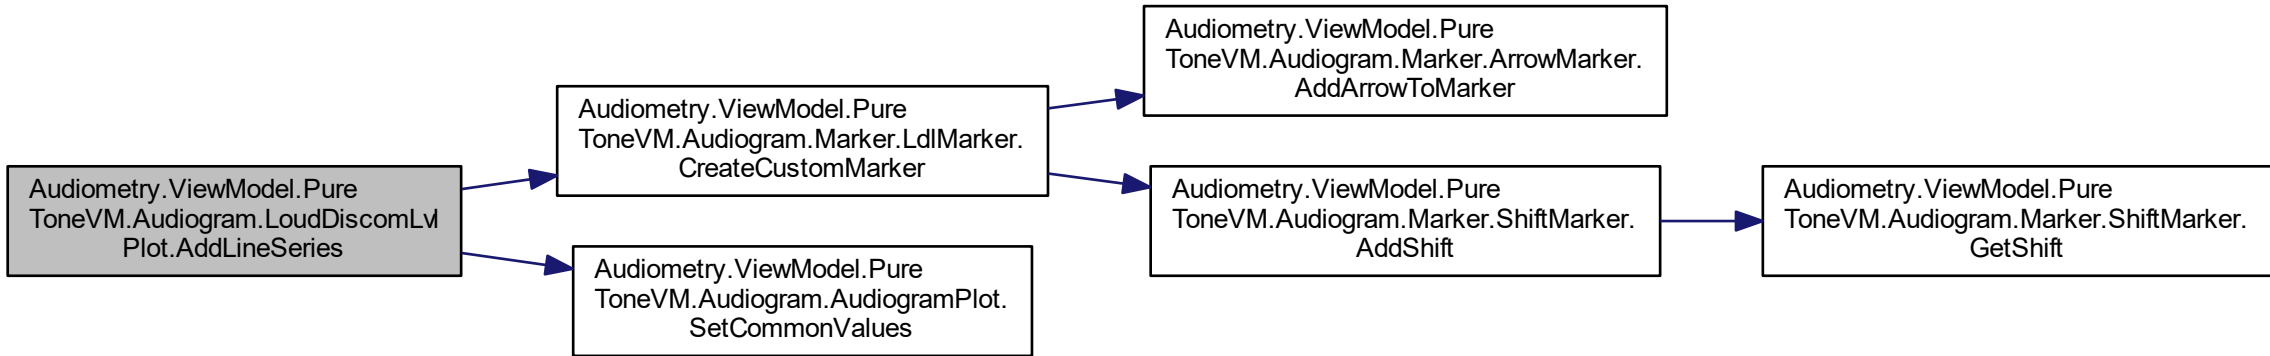 Audiometry.ViewModel.Pure
ToneVM.Audiogram.LoudDiscomLvl
Plot.AddLineSeries
Audiometry.ViewModel.Pure
ToneVM.Audiogram.Marker.LdlMarker.
CreateCustomMarker
Audiometry.ViewModel.Pure
ToneVM.Audiogram.AudiogramPlot.
SetCommonValues
Audiometry.ViewModel.Pure
ToneVM.Audiogram.Marker.ArrowMarker.
AddArrowToMarker
Audiometry.ViewModel.Pure
ToneVM.Audiogram.Marker.ShiftMarker.
AddShift
Audiometry.ViewModel.Pure
ToneVM.Audiogram.Marker.ShiftMarker.
GetShift